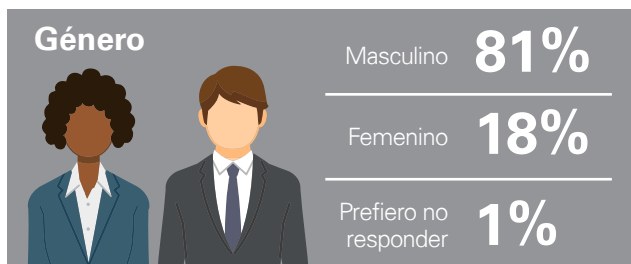 Género
Masculino 81%
Femenino 18%
Prefiero no
responder 1%